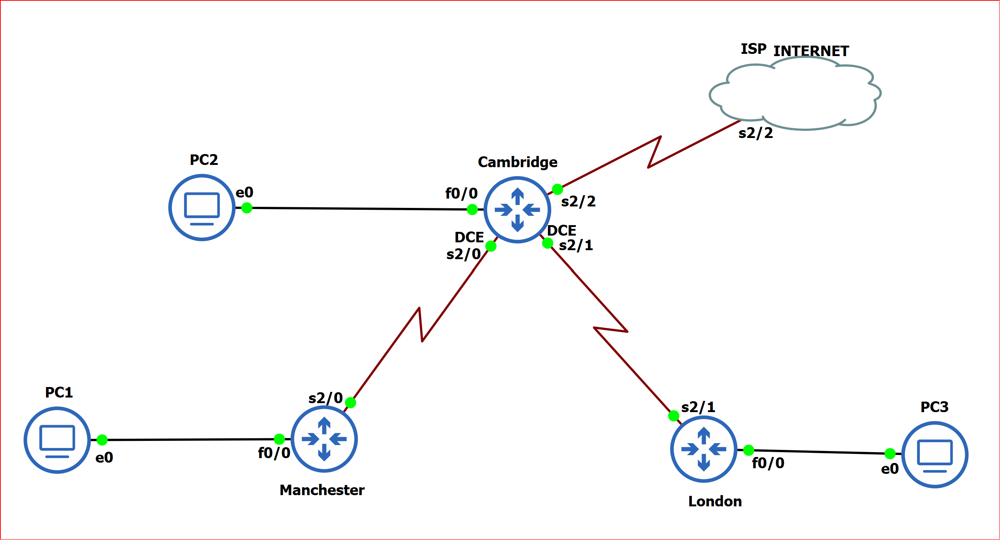 ISP INTERNET
s2/2
PC2
Cambridge
e0
f0/0
s2/2
DCE
s2/0
DCE
s2/1
PC1
s2/0
s2/1
PC3
e0
f0/0
f0/0
e0
Manchester
London